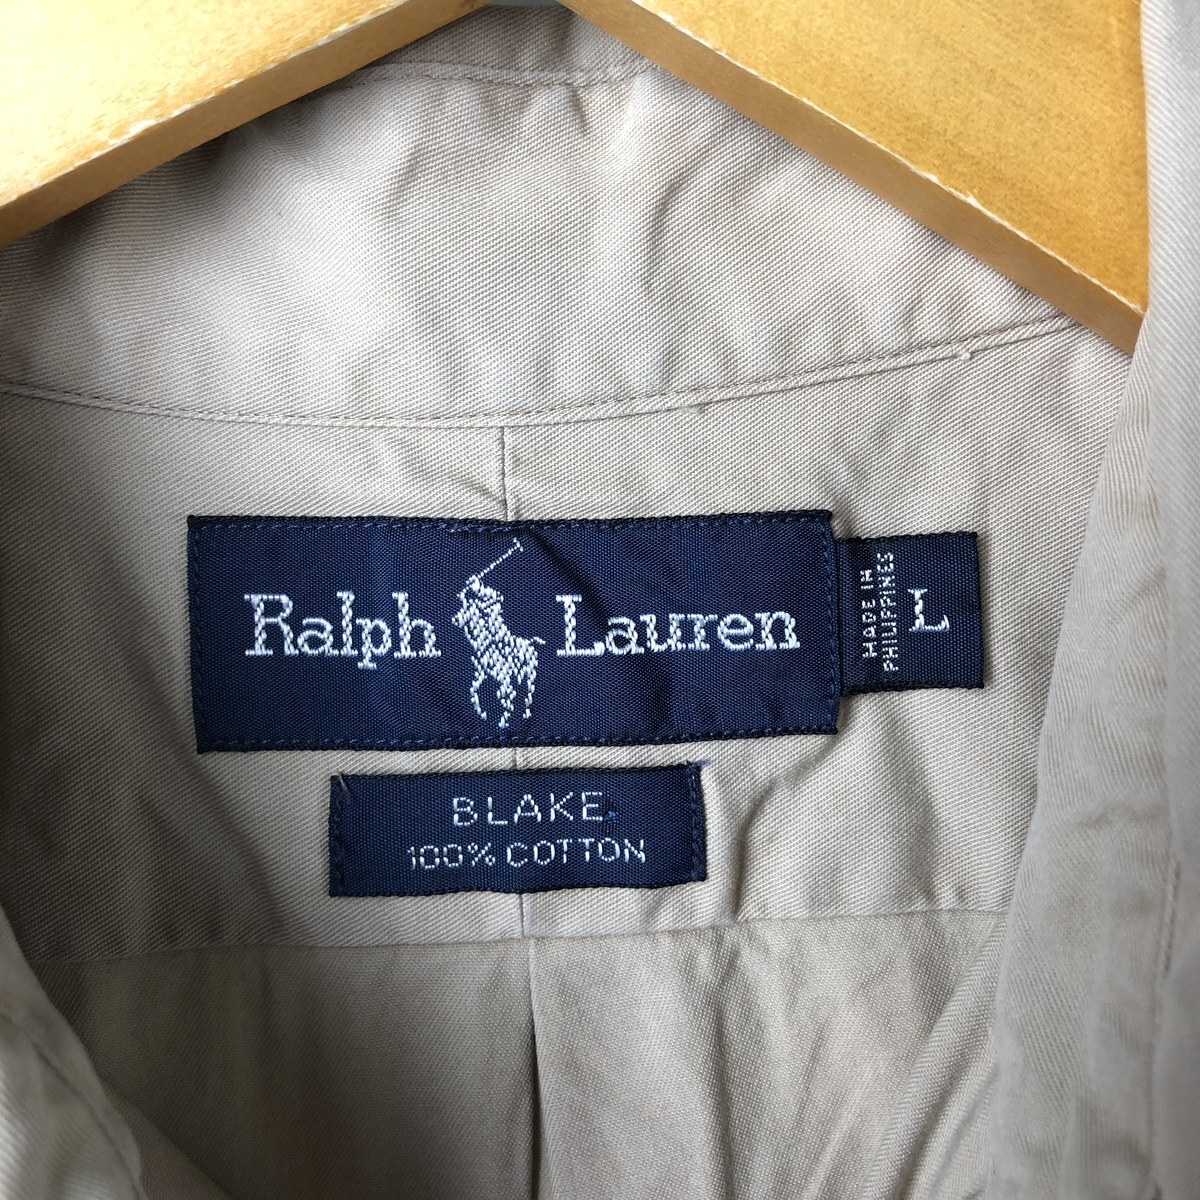 Ralph Lauren
MADE IN
PHILIPPINES
L
BLAKE
100% COTTON